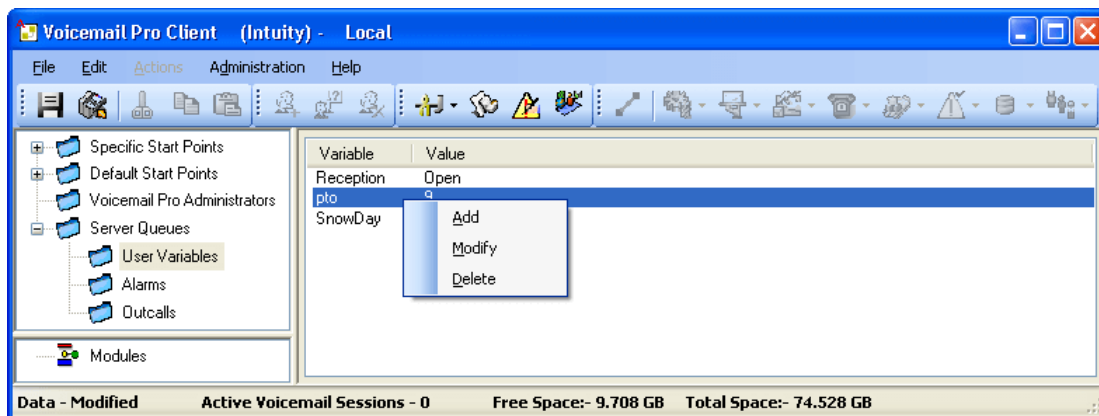 Voicemail Pro Client (Intuity) - Local
File Edit Actions Administration Help
Specific Start Points
Default Start Points
Voicemail Pro Administrators
Server Queues
User Variables
Alarms
Outcalls
Modules
Variable Value
Reception Open
pto 9
SnowDay
Add
Modify
Delete
Data - Modified Active Voicemail Sessions - 0 Free Space:- 9.708 GB Total Space:- 74.528 GB